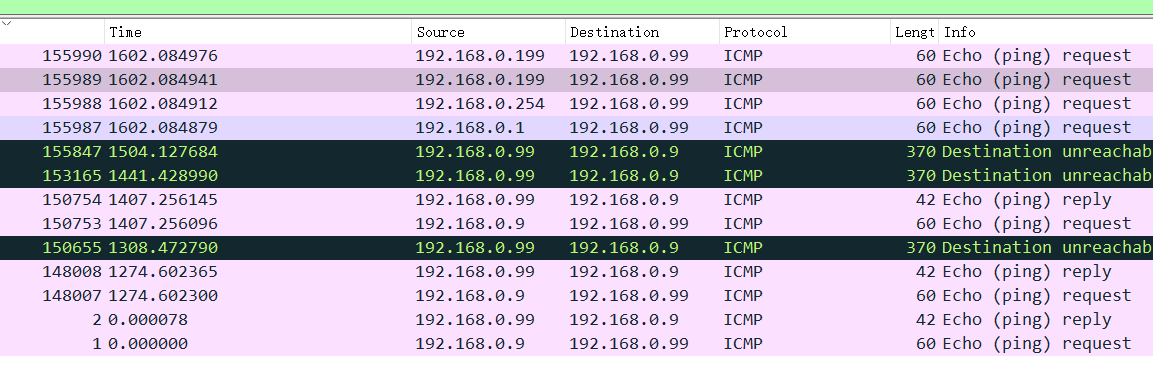 Time Source Destination Protocol Lengt Info
155990 1602.084976 192.168.0.199 192.168.0.99 ICMP 60 Echo (ping) request
155989 1602.084941 192.168.0.199 192.168.0.99 ICMP 60 Echo (ping) request
155988 1602.084912 192.168.0.254 192.168.0.99 ICMP 60 Echo (ping) request
155987 1602.084879 192.168.0.1 192.168.0.99 ICMP 60 Echo (ping) request
155847 1504.127684 192.168.0.99 192.168.0.9 ICMP 370 Destination unreachab
153165 1441.428990 192.168.0.99 192.168.0.9 ICMP 370 Destination unreachab
150754 1407.256145 192.168.0.99 192.168.0.9 ICMP 42 Echo (ping) reply
150753 1407.256096 192.168.0.9 192.168.0.99 ICMP 60 Echo (ping) request
150655 1308.472790 192.168.0.99 192.168.0.9 ICMP 370 Destination unreachab
148008 1274.602365 192.168.0.99 192.168.0.9 ICMP 42 Echo (ping) reply
148007 1274.602300 192.168.0.9 192.168.0.99 ICMP 60 Echo (ping) request
2 0.000078 192.168.0.99 192.168.0.9 ICMP 42 Echo (ping) reply
1 0.000000 192.168.0.9 192.168.0.99 ICMP 60 Echo (ping) request